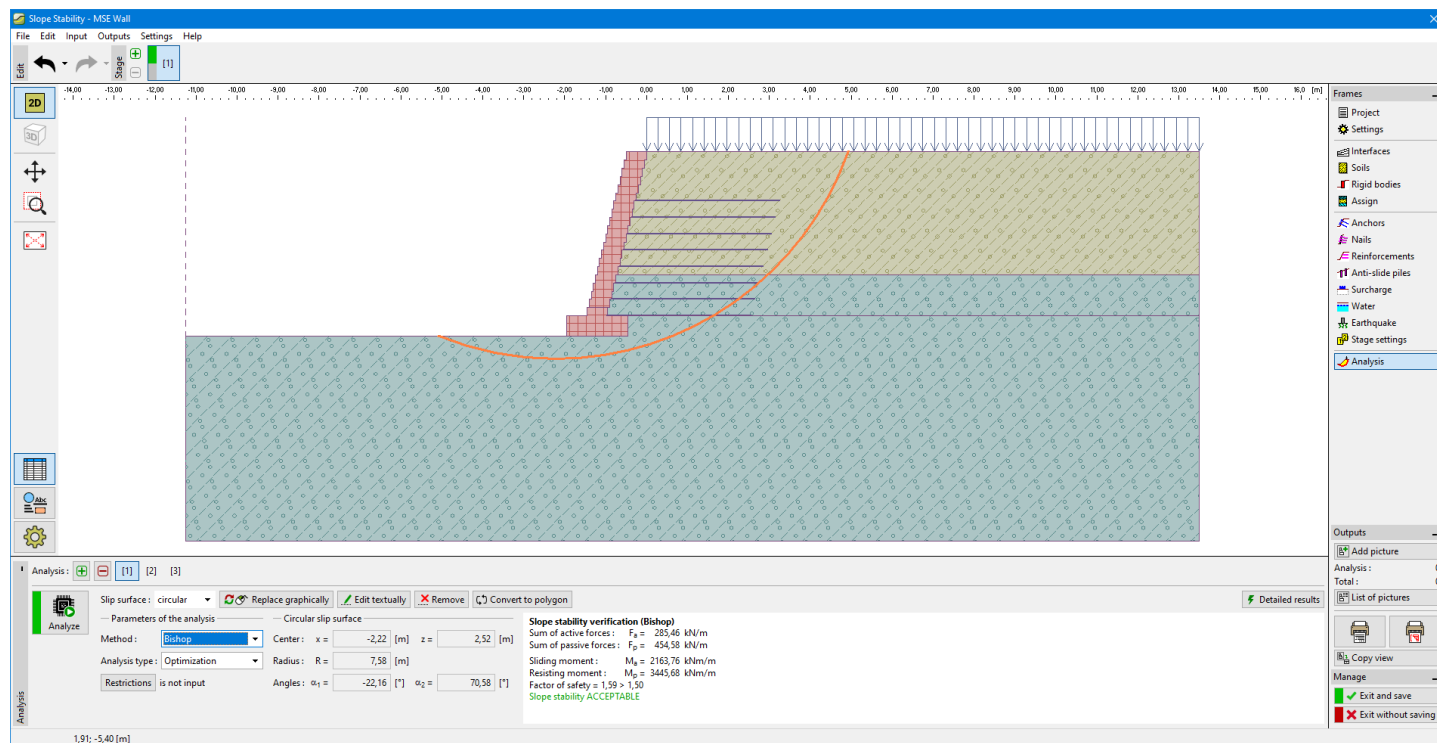 Slope Stability - MSE Wall
File Edit Input Outputs Settings Help
Edit
Stage
[1]
2D
3D
-14,00 -13,00 -12,00 -11,00 -10,00 -9,00 -8,00 -7,00 -6,00 -5,00 -4,00 -3,00 -2,00 -1,00 0,00 1,00 2,00 3,00 4,00 5,00 6,00 7,00 8,00 9,00 10,00 11,00 12,00 13,00 14,00 15,00 16,0 [m]
Frames
Project
Settings
Interfaces
Soils
Rigid bodies
Assign
Anchors
Nails
Reinforcements
Anti-slide piles
Surcharge
Water
Earthquake
Stage settings
Analysis
Abc
Outputs
Add picture
Analysis :
Total :
List of pictures
Copy view
Manage
Exit and save
Exit without saving
Analysis
Analysis : [1] [2] [3]
Analyze
Slip surface : circular Replace graphically Edit textually Remove Convert to polygon Detailed results
Parameters of the analysis
Method : Bishop
Analysis type : Optimization
Restrictions is not input
Circular slip surface
Center : x = -2,22 [m] z = 2,52 [m]
Radius : R = 7,58 [m]
Angles : α1 = -22,16 [°] α2 = 70,58 [°]
Slope stability verification (Bishop)
Sum of active forces : Fa = 285,46 kN/m
Sum of passive forces : Fp = 454,58 kN/m
Sliding moment : Ma = 2163,76 kNm/m
Resisting moment : Mp = 3445,68 kNm/m
Factor of safety = 1,59 > 1,50
Slope stability ACCEPTABLE
1,91; -5,40 [m]